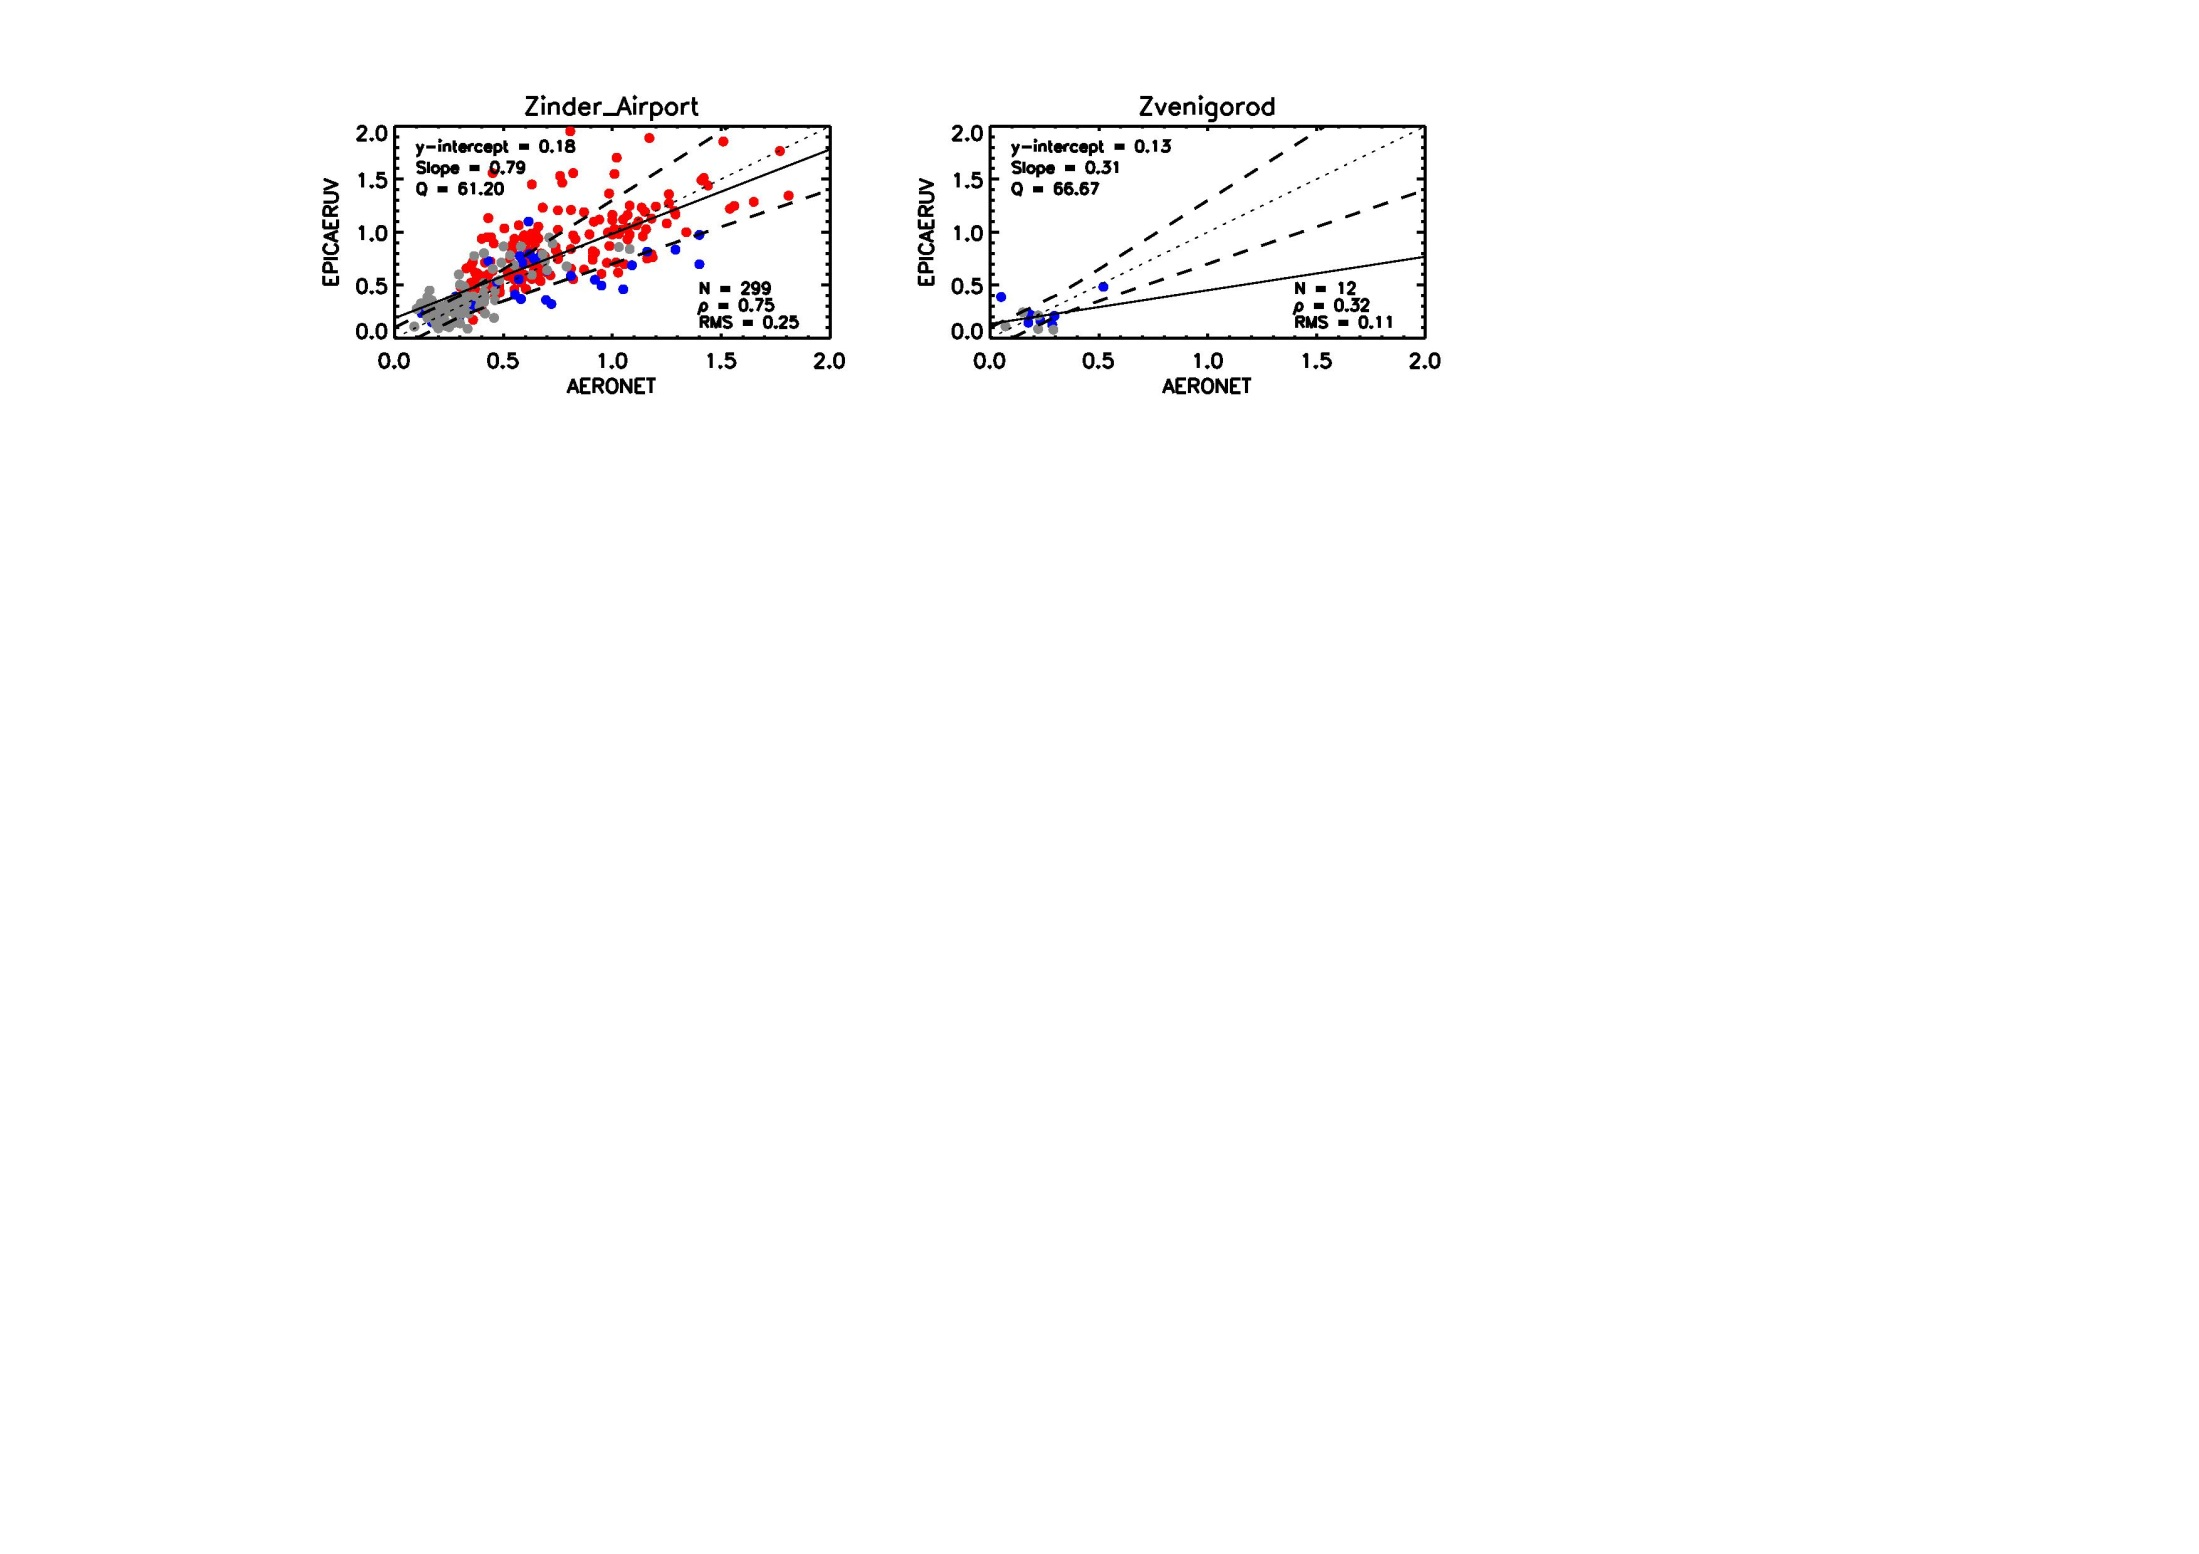 Zinder_Airport
2.0
1.5
1.0
0.5
0.0
EPICAERUV
y-intercept = 0.18
Slope = 0.79
Q = 61.20
N = 299
ρ = 0.75
RMS = 0.25
0.0 0.5 1.0 1.5 2.0
AERONET
Zvenigorod
2.0
1.5
1.0
0.5
0.0
EPICAERUV
y-intercept = 0.13
Slope = 0.31
Q = 66.67
N = 12
ρ = 0.32
RMS = 0.11
0.0 0.5 1.0 1.5 2.0
AERONET